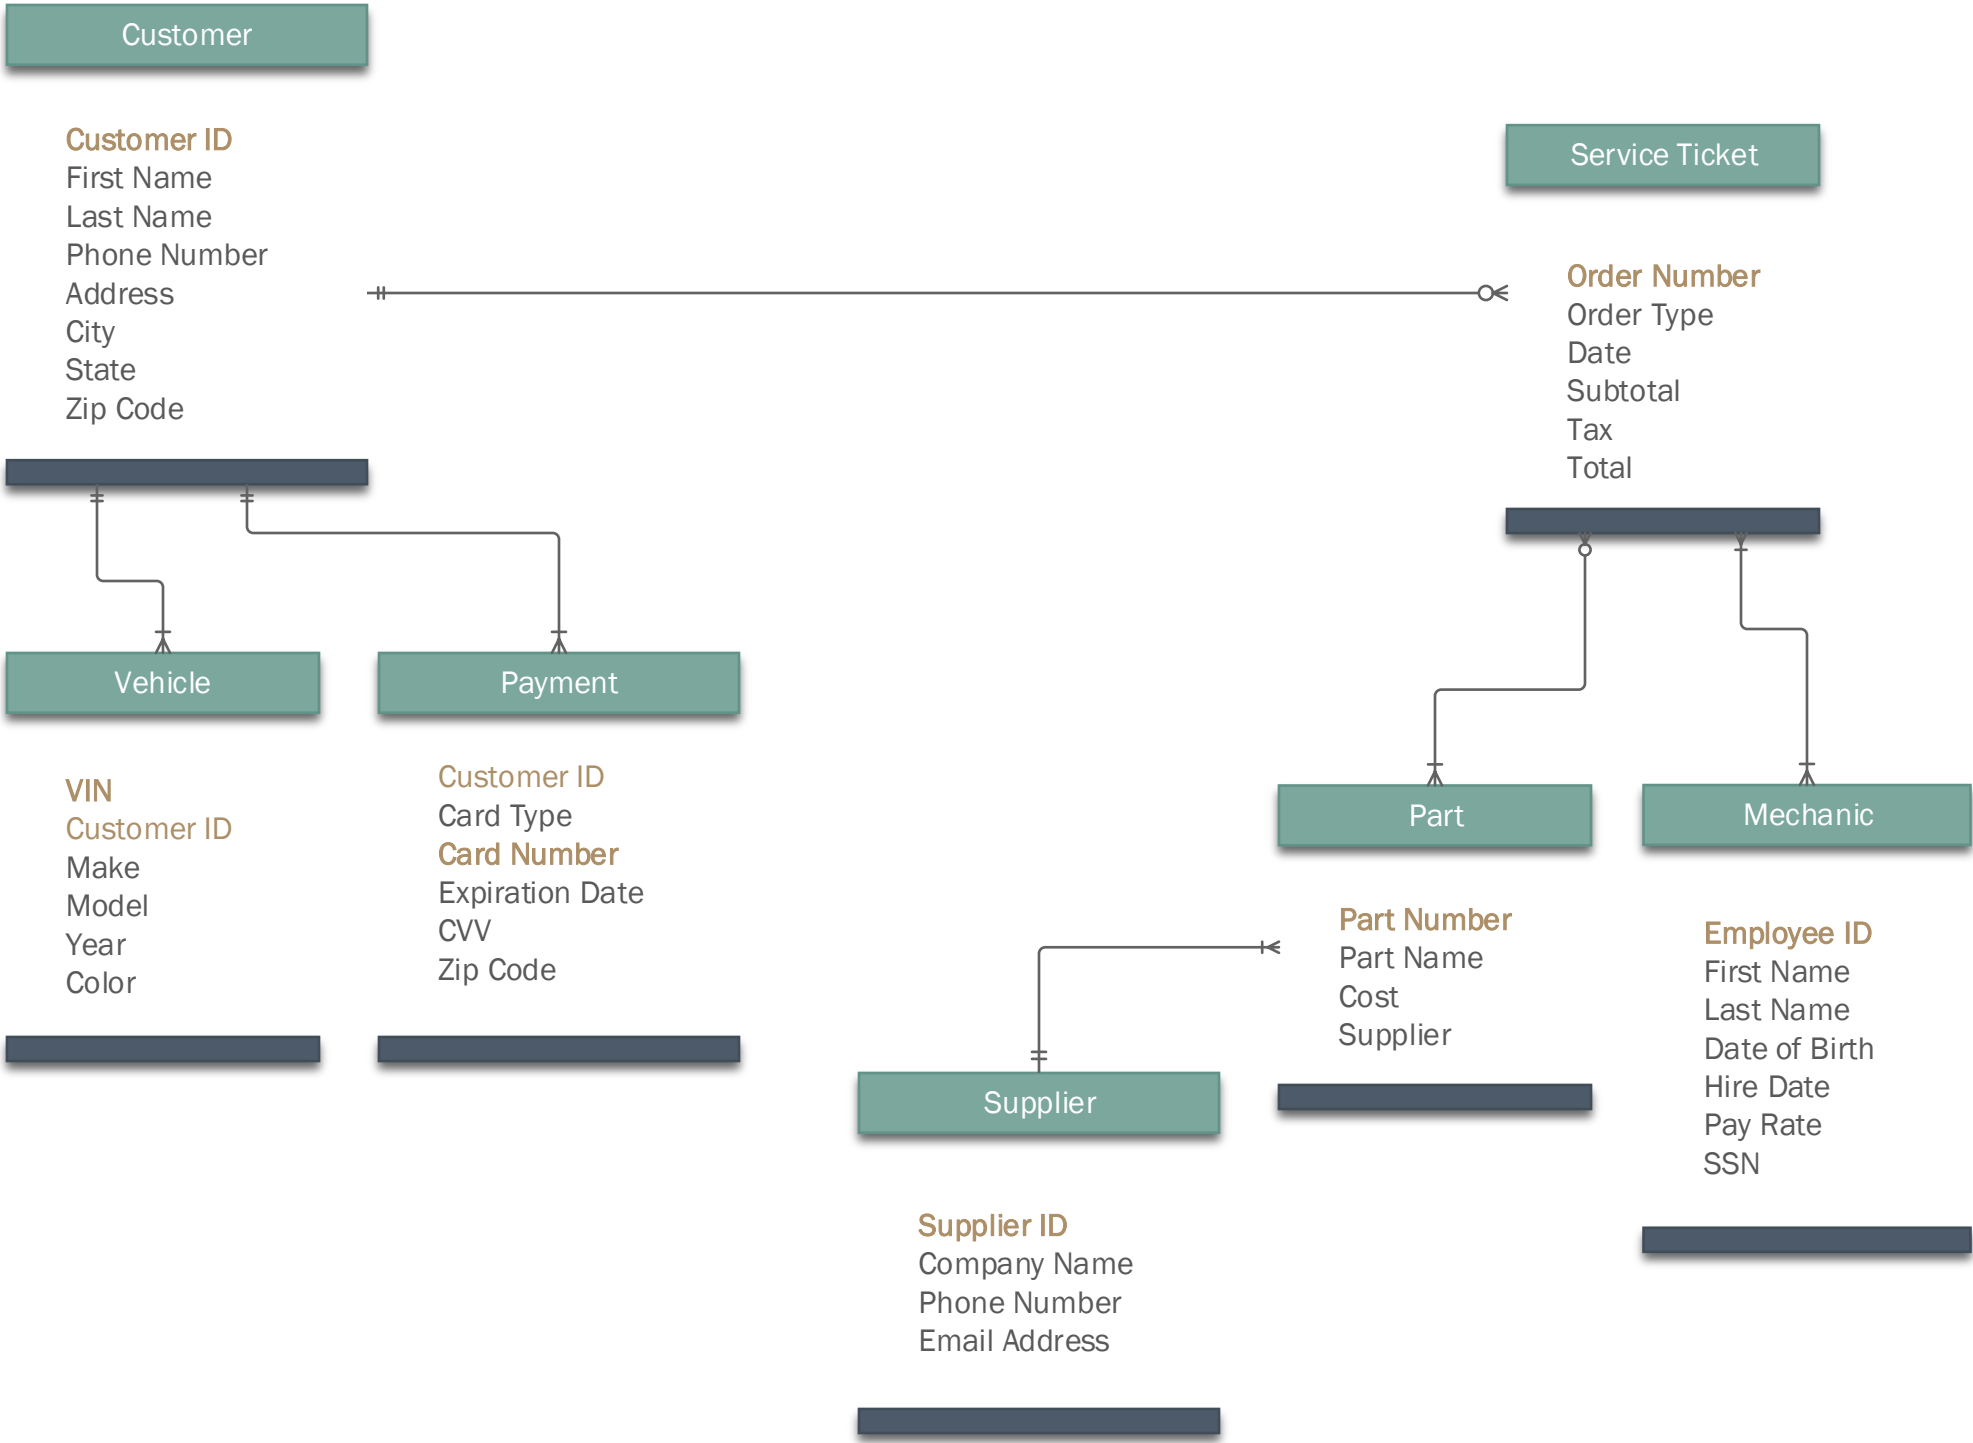 Customer
Customer ID
First Name
Last Name
Phone Number
Address
City
State
Zip Code
Service Ticket
Order Number
Order Type
Date
Subtotal
Tax
Total
Vehicle
VIN
Customer ID
Make
Model
Year
Color
Payment
Customer ID
Card Type
Card Number
Expiration Date
CVV
Zip Code
Part
Part Number
Part Name
Cost
Supplier
Mechanic
Employee ID
First Name
Last Name
Date of Birth
Hire Date
Pay Rate
SSN
Supplier
Supplier ID
Company Name
Phone Number
Email Address